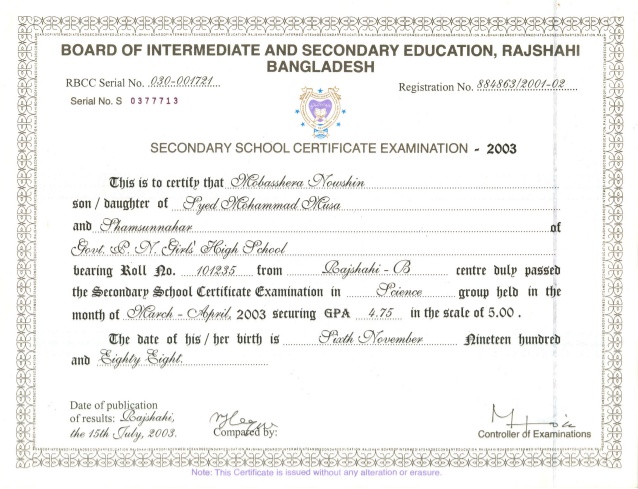 BOARD OF INTERMEDIATE AND SECONDARY EDUCATION, RAJSHAHI
BANGLADESH
RBCC Serial No. 030-001721
Registration No. 884863/2001-02
Serial No. S 0377713
SECONDARY SCHOOL CERTIFICATE EXAMINATION - 2003
This is to certify that Mobasshera Nowshin
son / daughter of Syed Mohammad Musa
and Shamsunnahar of
Govt. P. N. Girls' High School
bearing Roll No. 101235 from Rajshahi - B centre duly passed
the Secondary School Certificate Examination in Science group held in the
month of March - April, 2003 securing GPA 4.75 in the scale of 5.00 .
The date of his / her birth is Sixth November Nineteen hundred
and Eighty Eight.
Date of publication
of results: Rajshahi,
the 15th July, 2003.
Compared by:
Controller of Examinations
Note: This Certificate is issued without any alteration or erasure.